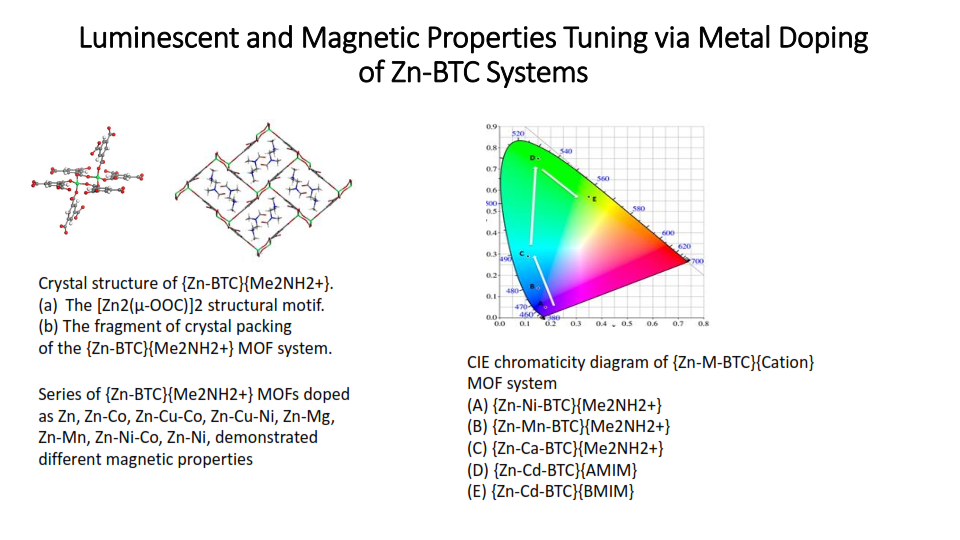 Luminescent and Magnetic Properties Tuning via Metal Doping
of Zn-BTC Systems
Crystal structure of {Zn-BTC}{Me2NH2+}.
(a) The [Zn2(μ-OOC)]2 structural motif.
(b) The fragment of crystal packing
of the {Zn-BTC}{Me2NH2+} MOF system.
Series of {Zn-BTC}{Me2NH2+} MOFs doped
as Zn, Zn-Co, Zn-Cu-Co, Zn-Cu-Ni, Zn-Mg,
Zn-Mn, Zn-Ni-Co, Zn-Ni, demonstrated
different magnetic properties
0.9
0.8
0.7
0.6
0.5
0.4
0.3
0.2
0.1
0.0
0.0 0.1 0.2 0.3 0.4 0.5 0.6 0.7 0.8
x
520
540
560
580
600
620
700
500
490
480
470
460
380
D
E
C
B
A
CIE chromaticity diagram of {Zn-M-BTC}{Cation}
MOF system
(A) {Zn-Ni-BTC}{Me2NH2+}
(B) {Zn-Mn-BTC}{Me2NH2+}
(C) {Zn-Ca-BTC}{Me2NH2+}
(D) {Zn-Cd-BTC}{AMIM}
(E) {Zn-Cd-BTC}{BMIM}